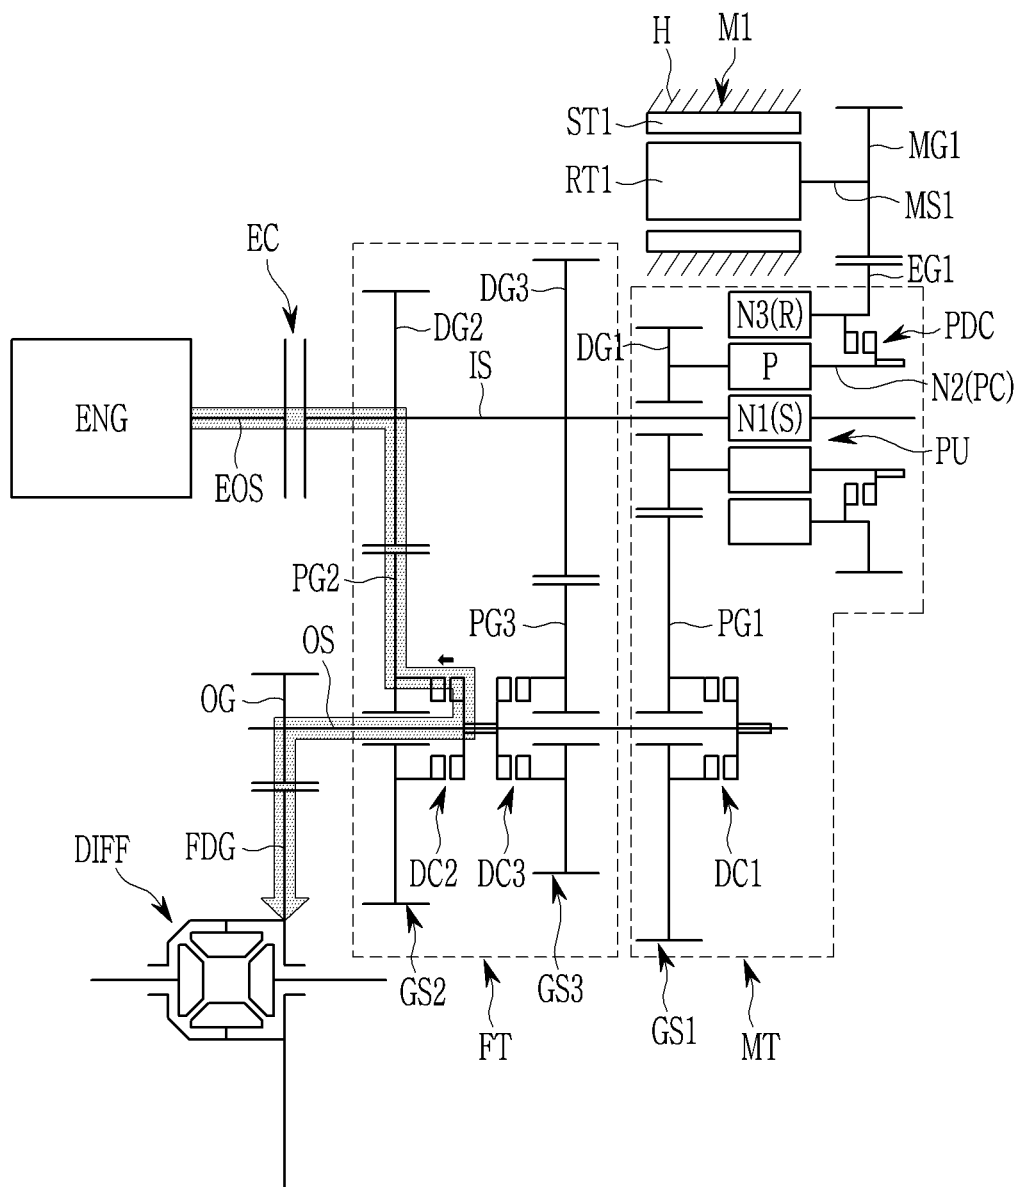 H
M1
ST1
MG1
RT1
MS1
EC
EG1
DG3
DG2
N3(R)
PDC
DG1
IS
P
N2(PC)
ENG
N1(S)
PU
EOS
PG2
PG3
PG1
OS
OG
DIFF
FDG
DC2
DC3
DC1
GS2
GS3
GS1
FT
MT